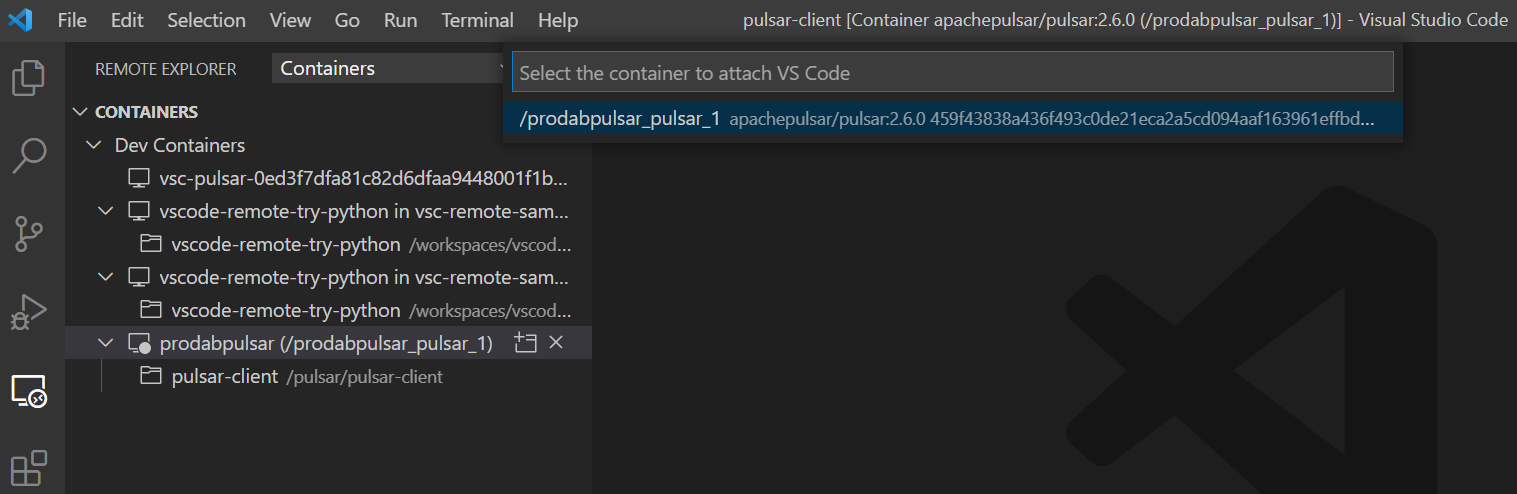 File Edit Selection View Go Run Terminal Help pulsar-client [Container apachepulsar/pulsar:2.6.0 (/prodabpulsar_pulsar_1)] - Visual Studio Code
REMOTE EXPLORER Containers
Select the container to attach VS Code
/prodabpulsar_pulsar_1 apachepulsar/pulsar:2.6.0 459f43838a436f493c0de21eca2a5cd094aaf163961effbd...
CONTAINERS
Dev Containers
vsc-pulsar-0ed3f7dfa81c82d6dfaa9448001f1b...
vscode-remote-try-python in vsc-remote-sam...
vscode-remote-try-python /workspaces/vscod...
vscode-remote-try-python in vsc-remote-sam...
vscode-remote-try-python /workspaces/vscod...
prodabpulsar (/prodabpulsar_pulsar_1)
pulsar-client /pulsar/pulsar-client